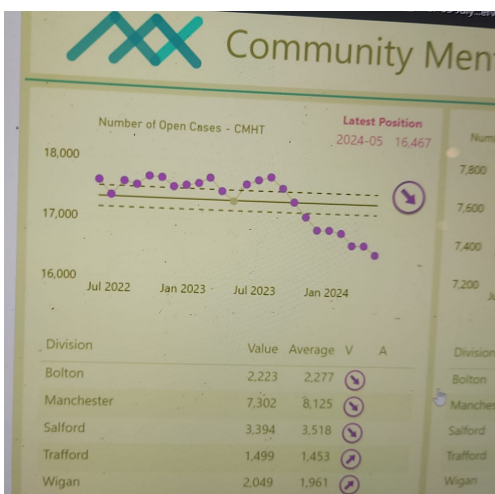 Community Men
Number of Open Cases - CMHT
Latest Position
2024-05 16,467
18,000
17,000
16,000
Jul 2022 Jan 2023 Jul 2023 Jan 2024
Num
7,800
7,600
7,400
7,200
Division Value Average V A
Bolton 2,223 2,277
Manchester 7,302 8,125
Salford 3,394 3,518
Trafford 1,499 1,453
Wigan 2,049 1,961
Division
Bolton
Manches
Salford
Trafford
Wigan